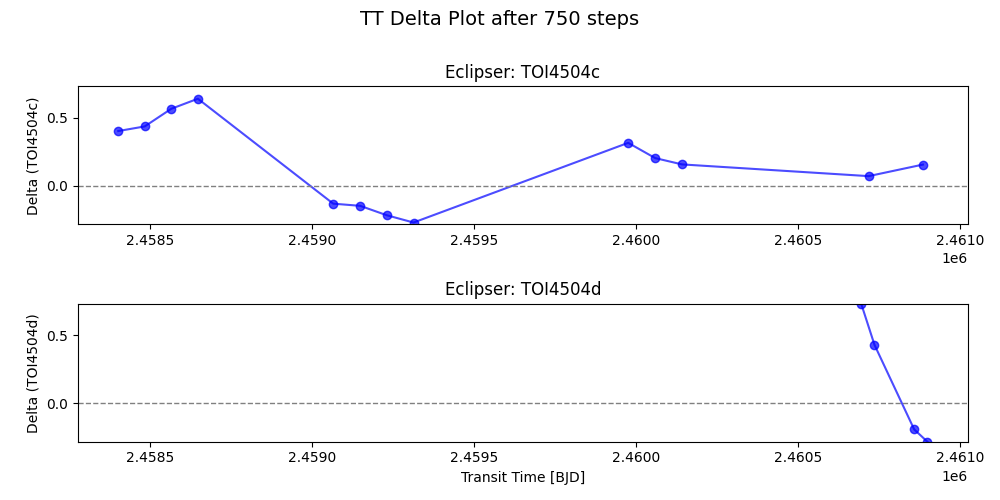 TT Delta Plot after 750 steps
Eclipser: TOI4504c
Delta (TOI4504c)
0.5
0.0
2.4585 2.4590 2.4595 2.4600 2.4605 2.4610
1e6
Eclipser: TOI4504d
Delta (TOI4504d)
0.5
0.0
2.4585 2.4590 2.4595 2.4600 2.4605 2.4610
1e6
Transit Time [BJD]